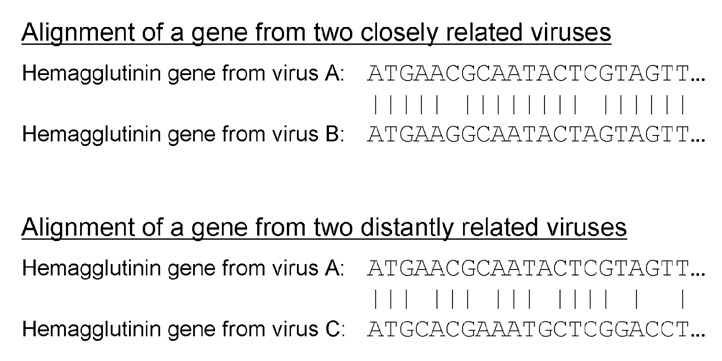 Alignment of a gene from two closely related viruses
Hemagglutinin gene from virus A: ATGAACGCAATACTCGTAGTT...
||||| |||||||| ||||||
Hemagglutinin gene from virus B: ATGAAGGCAATACTAGTAGTT...
Alignment of a gene from two distantly related viruses
Hemagglutinin gene from virus A: ATGAACGCAATACTCGTAGTT...
||| ||| ||| |||| |  |
Hemagglutinin gene from virus C: ATGCACGAAATGCTCGGACCT...